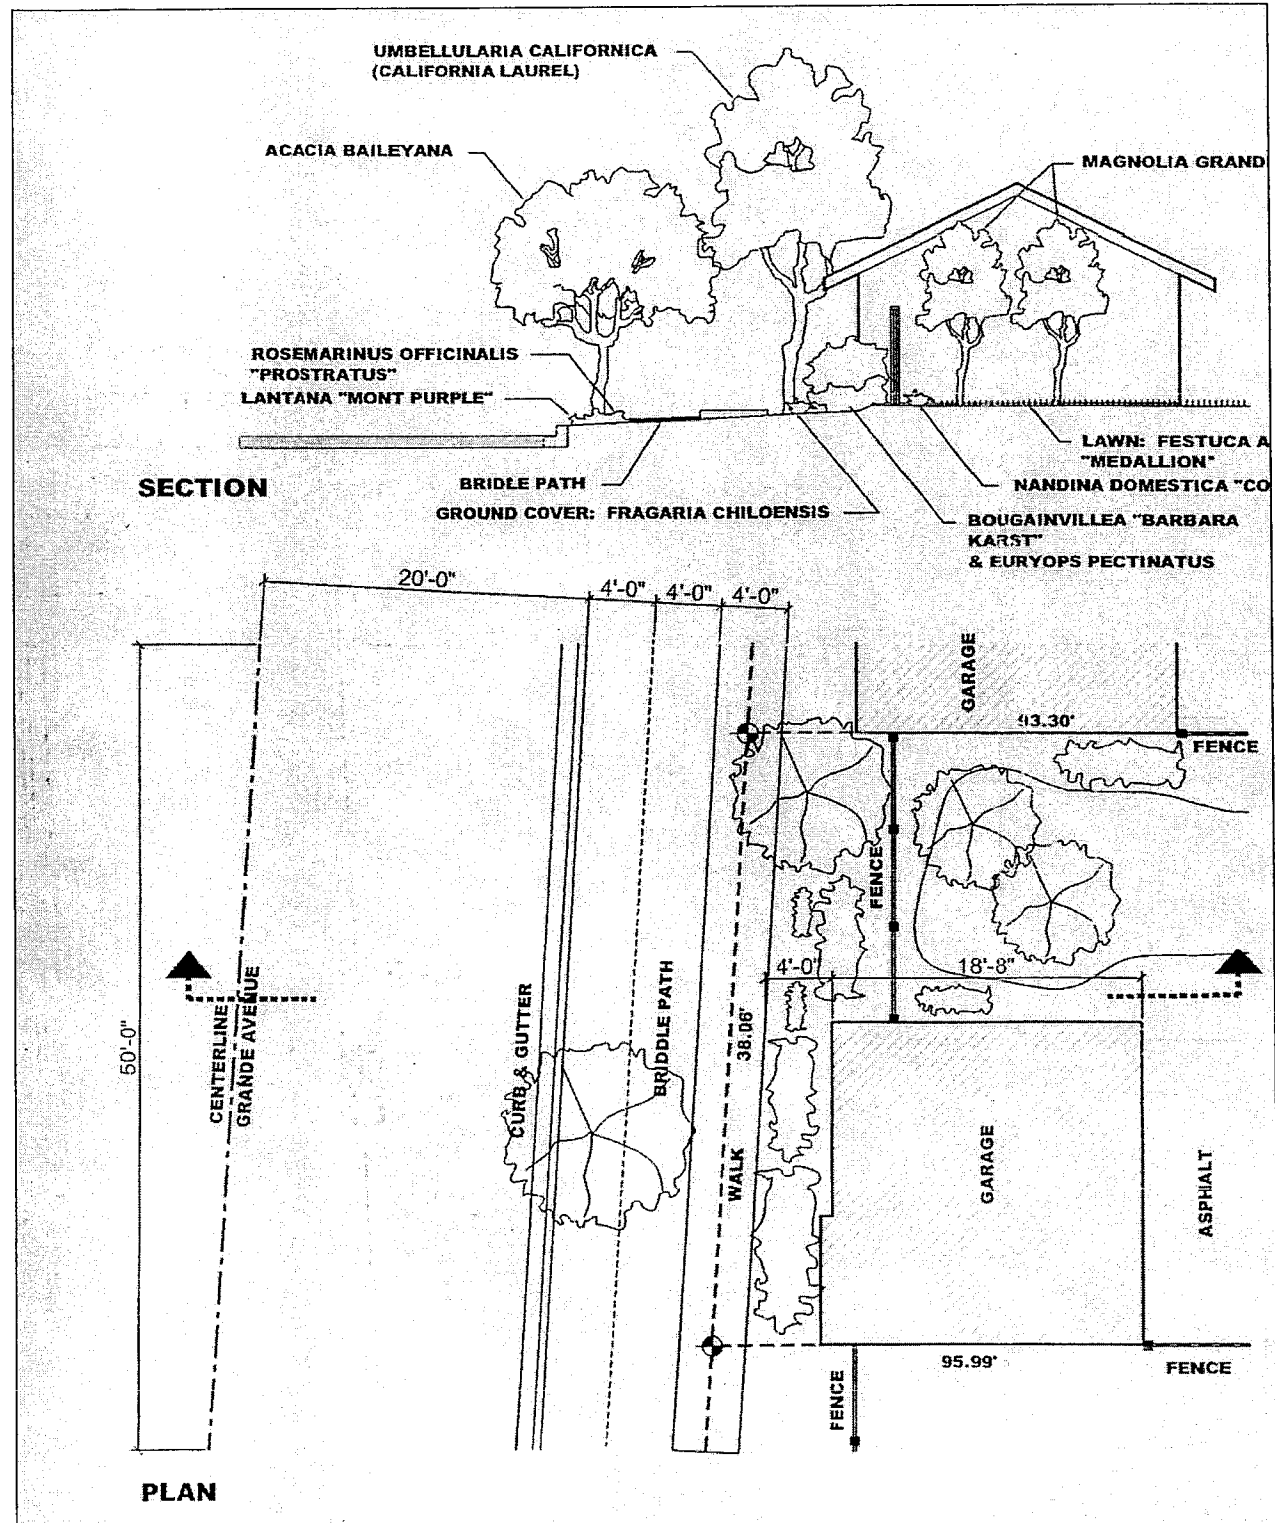 UMBELLULARIA CALIFORNICA
(CALIFORNIA LAUREL)
ACACIA BAILEYANA
MAGNOLIA GRAND
ROSEMARINUS OFFICINALIS
"PROSTRATUS"
LANTANA "MONT PURPLE"
LAWN: FESTUCA A
"MEDALLION"
SECTION
BRIDLE PATH
NANDINA DOMESTICA "CO
GROUND COVER: FRAGARIA CHILOENSIS
BOUGAINVILLEA "BARBARA
KARST"
& EURYOPS PECTINATUS
20'-0"
4'-0"
4'-0"
4'-0"
GARAGE
93.30'
FENCE
FENCE
4'-0"
18'-8"
50'-0"
CENTERLINE
GRANDE AVENUE
CURB & GUTTER
BRIDDLE PATH
38.06'
WALK
GARAGE
ASPHALT
95.99'
FENCE
FENCE
PLAN